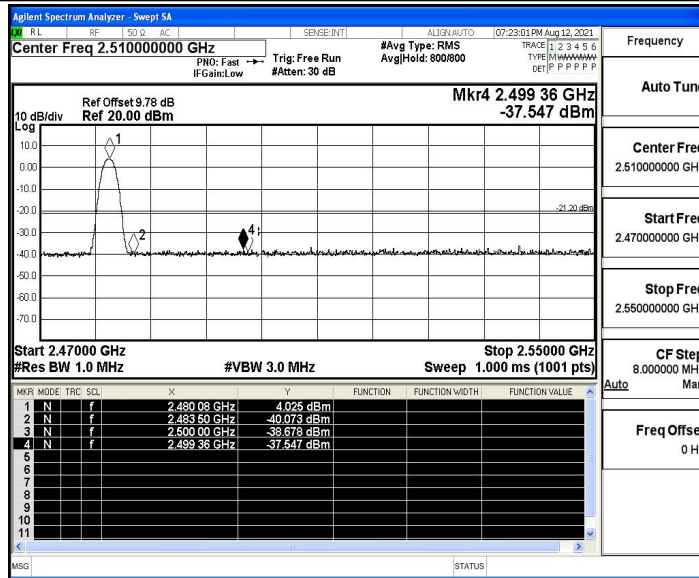 Agilent Spectrum Analyzer - Swept SA
RL RF 50 Ω AC SENSE:INT ALIGN AUTO 07:23:01 PM Aug 12, 2021
Center Freq 2.510000000 GHz #Avg Type: RMS TRACE 1 2 3 4 5 6
PNO: Fast Trig: Free Run Avg|Hold: 800/800 TYPE MWWWWW
IFGain:Low #Atten: 30 dB DET P P P P P P
Mkr4 2.499 36 GHz
-37.547 dBm
Ref Offset 9.78 dB
10 dB/div Ref 20.00 dBm
Log
10.0
0.00
-10.0
-20.0
-30.0
-40.0
-50.0
-60.0
-70.0
1
2
4
-21.20 dBm
Start 2.47000 GHz Stop 2.55000 GHz
#Res BW 1.0 MHz #VBW 3.0 MHz Sweep 1.000 ms (1001 pts)
MKR MODE TRC SCL X Y FUNCTION FUNCTION WIDTH FUNCTION VALUE
1 N f 2.480 08 GHz 4.025 dBm
2 N f 2.483 50 GHz -40.073 dBm
3 N f 2.500 00 GHz -38.678 dBm
4 N f 2.499 36 GHz -37.547 dBm
5
6
7
8
9
10
11
MSG STATUS
Frequency
Auto Tun
Center Fre
2.510000000 GH
Start Fre
2.470000000 GH
Stop Fre
2.550000000 GH
CF Ste
8.000000 MH
Auto Ma
Freq Offse
0 H